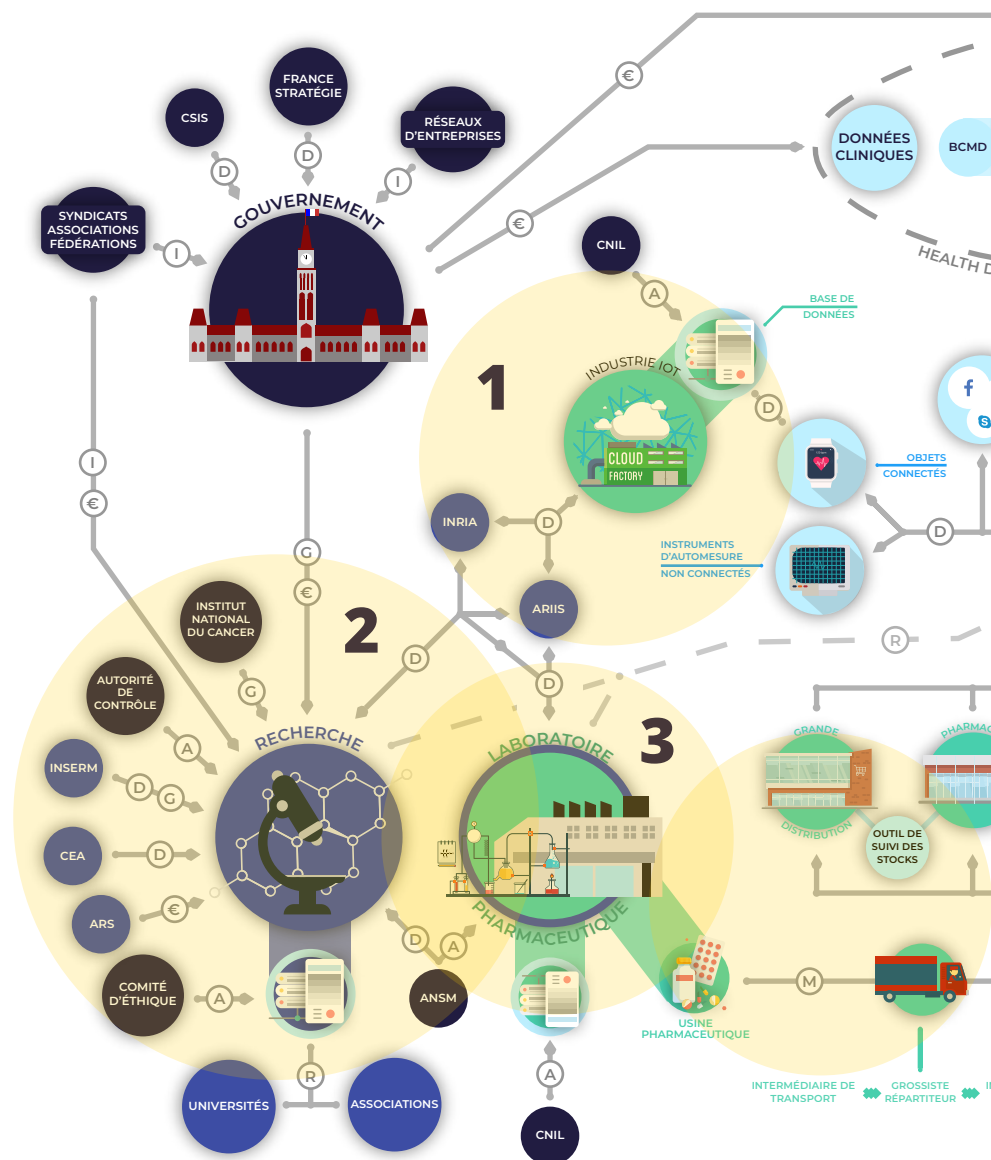 FRANCE
STRATÉGIE
CSIS
RÉSEAUX
D'ENTREPRISES
SYNDICATS
ASSOCIATIONS
FÉDÉRATIONS
GOUVERNEMENT
D
D
I
I
€
€
DONNÉES
CLINIQUES
BCMD
HEALTH D
CNIL
A
BASE DE
DONNÉES
1
INDUSTRIE IOT
CLOUD
FACTORY
D
f
S
OBJETS
CONNECTÉS
D
INSTRUMENTS
D'AUTOMESURE
NON CONNECTÉS
INRIA
D
ARIIS
I
€
G
€
D
D
R
2
INSTITUT
NATIONAL
DU CANCER
G
AUTORITÉ
DE
CONTRÔLE
A
RECHERCHE
INSERM
D
G
CEA
D
ARS
€
COMITÉ
D'ÉTHIQUE
A
D
A
ANSM
R
UNIVERSITÉS
ASSOCIATIONS
3
LABORATOIRE
PHARMACEUTIQUE
A
CNIL
USINE
PHARMACEUTIQUE
GRANDE
DISTRIBUTION
PHARMAC
OUTIL DE
SUIVI DES
STOCKS
M
INTERMÉDIAIRE DE
TRANSPORT
GROSSISTE
RÉPARTITEUR